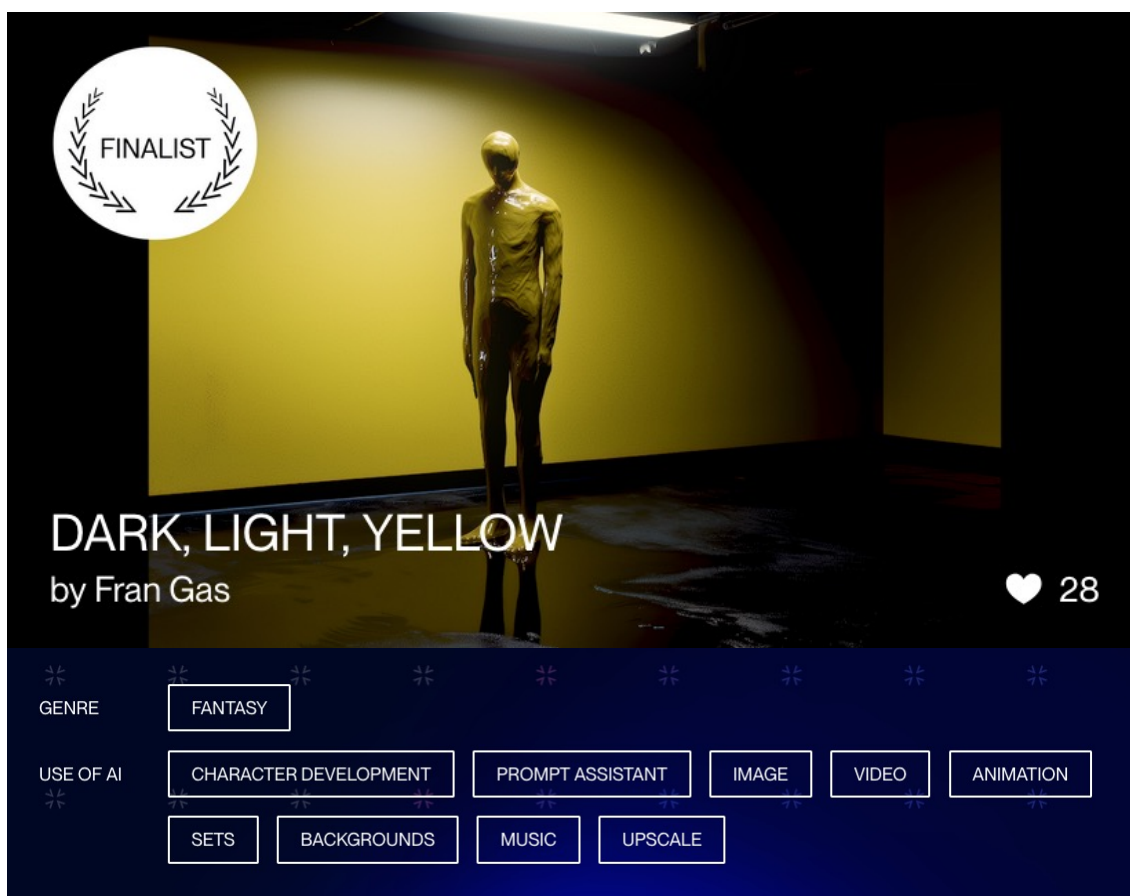 FINALIST
DARK, LIGHT, YELLOW
by Fran Gas
28
GENRE
FANTASY
USE OF AI
CHARACTER DEVELOPMENT
PROMPT ASSISTANT
IMAGE
VIDEO
ANIMATION
SETS
BACKGROUNDS
MUSIC
UPSCALE